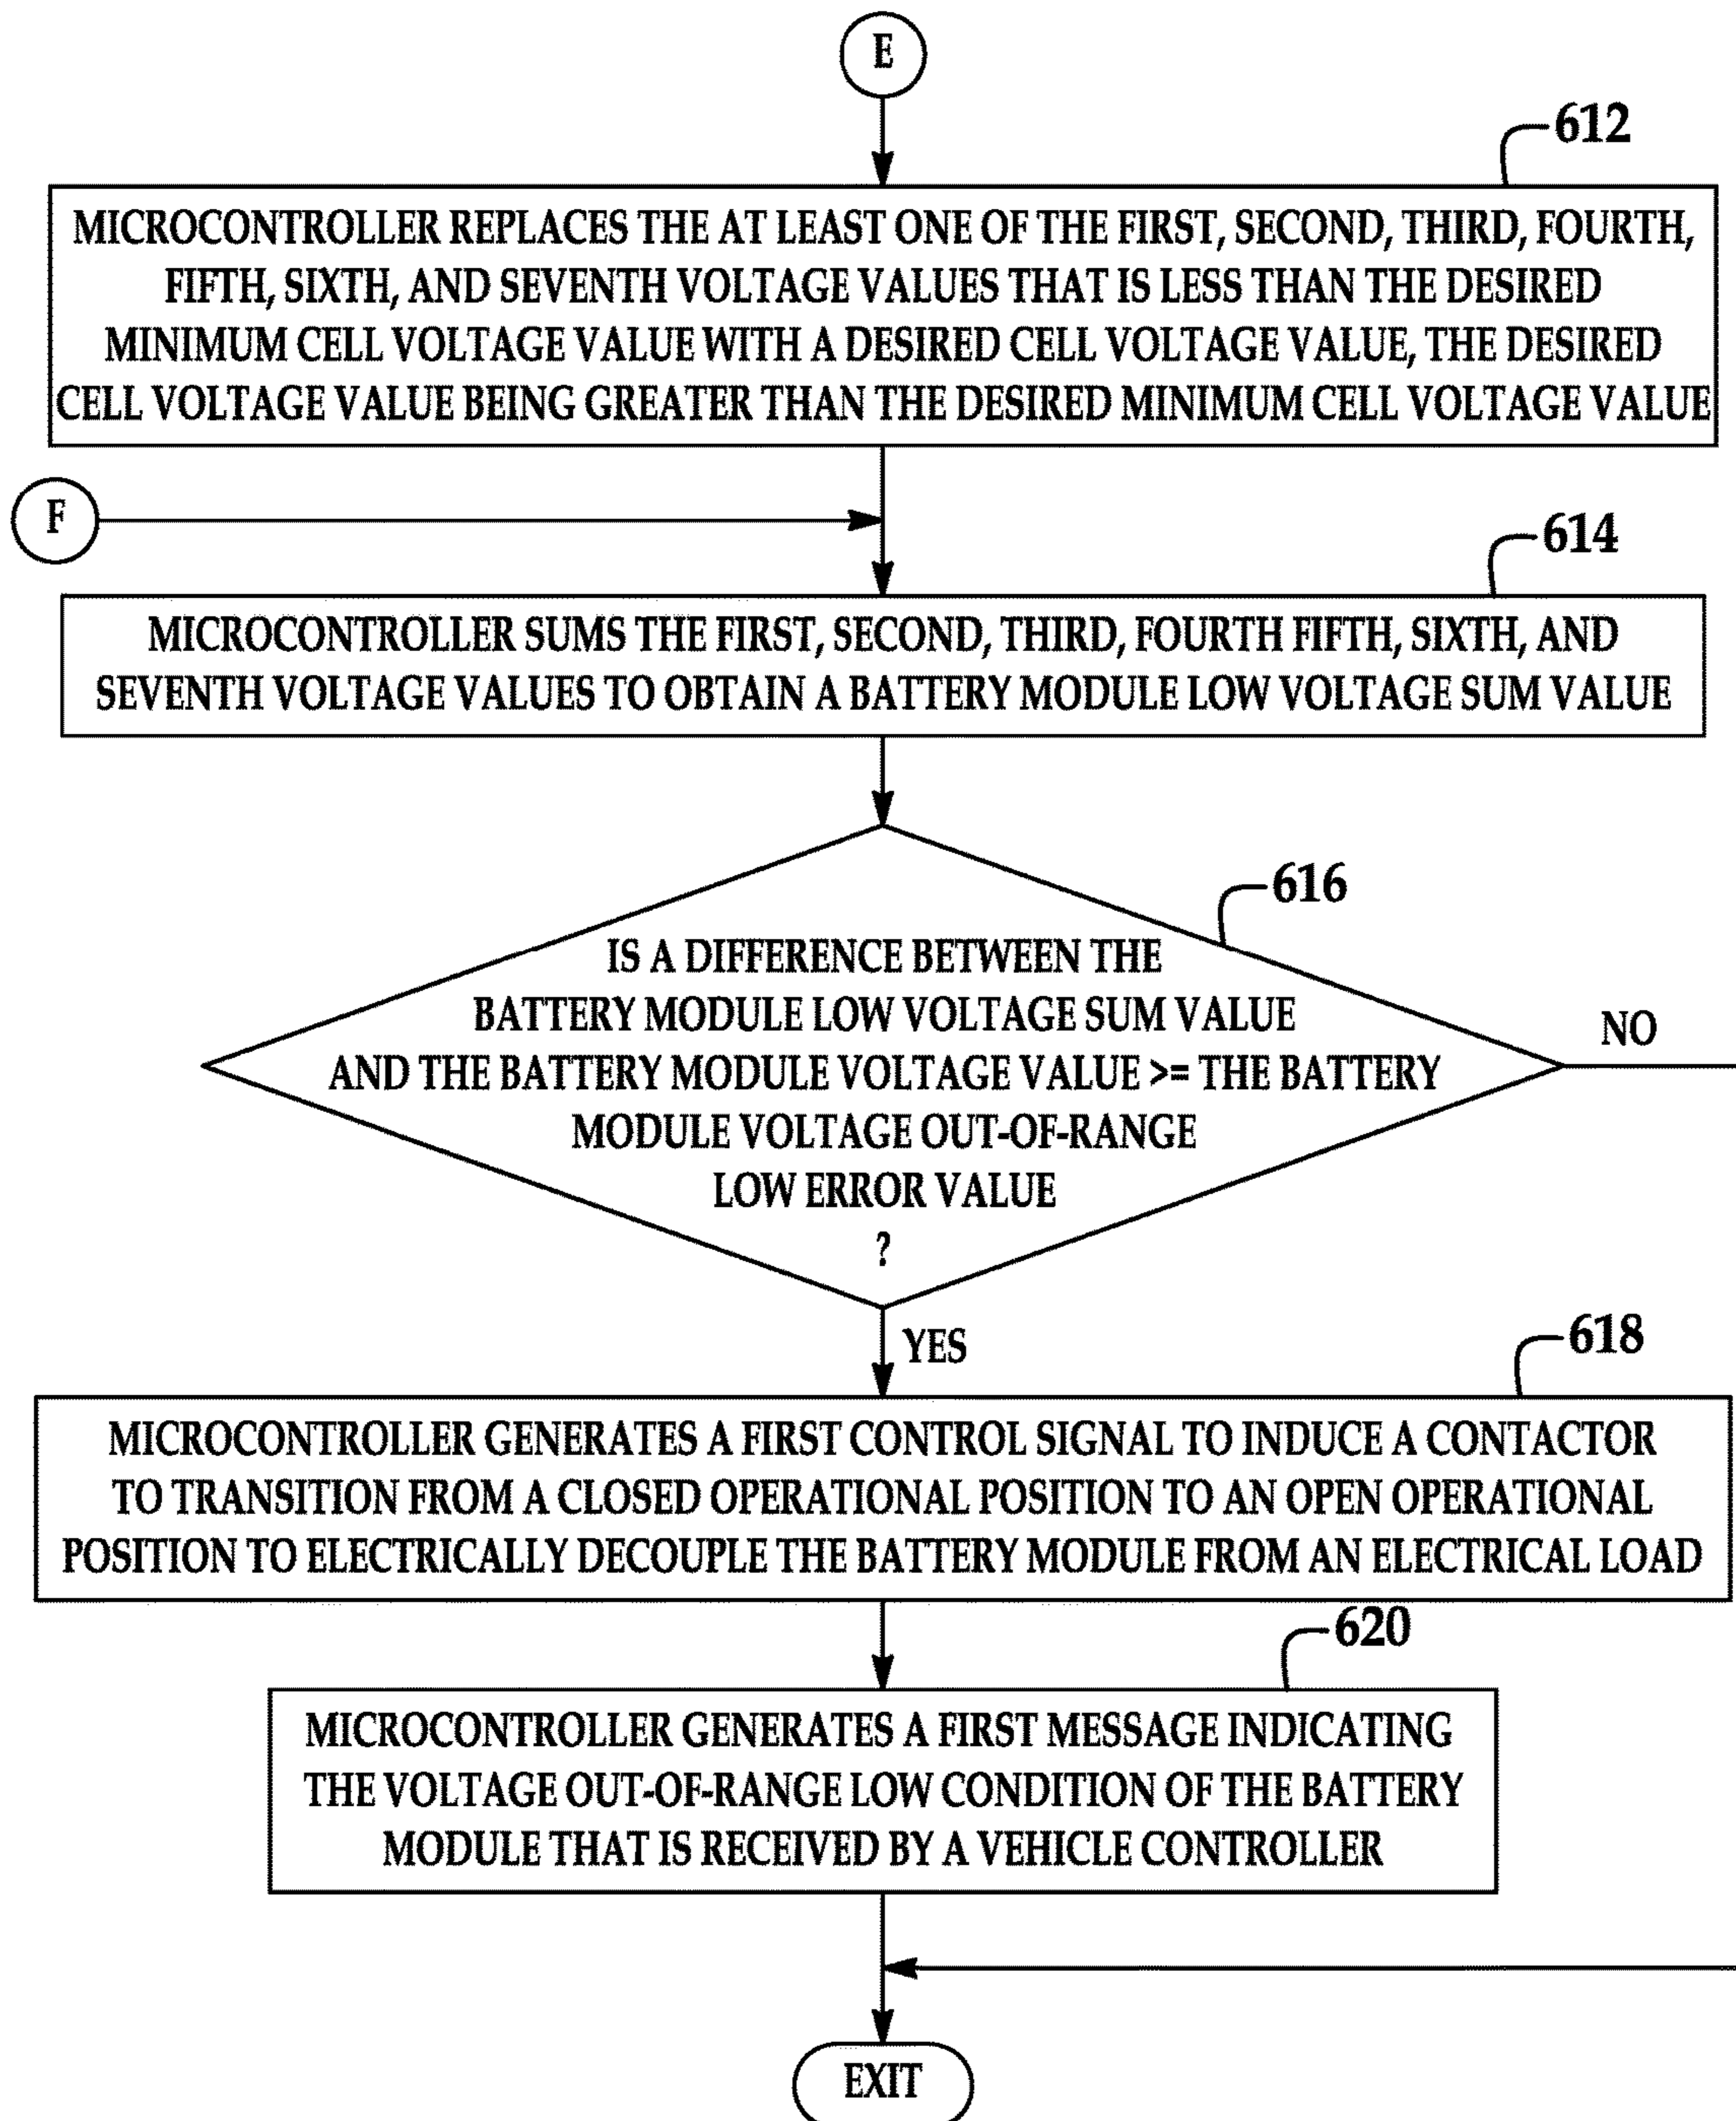 E
612
MICROCONTROLLER REPLACES THE AT LEAST ONE OF THE FIRST, SECOND, THIRD, FOURTH,
FIFTH, SIXTH, AND SEVENTH VOLTAGE VALUES THAT IS LESS THAN THE DESIRED
MINIMUM CELL VOLTAGE VALUE WITH A DESIRED CELL VOLTAGE VALUE, THE DESIRED
CELL VOLTAGE VALUE BEING GREATER THAN THE DESIRED MINIMUM CELL VOLTAGE VALUE
F
614
MICROCONTROLLER SUMS THE FIRST, SECOND, THIRD, FOURTH FIFTH, SIXTH, AND
SEVENTH VOLTAGE VALUES TO OBTAIN A BATTERY MODULE LOW VOLTAGE SUM VALUE
616
IS A DIFFERENCE BETWEEN THE
BATTERY MODULE LOW VOLTAGE SUM VALUE
AND THE BATTERY MODULE VOLTAGE VALUE >= THE BATTERY
MODULE VOLTAGE OUT-OF-RANGE
LOW ERROR VALUE
?
NO
YES
618
MICROCONTROLLER GENERATES A FIRST CONTROL SIGNAL TO INDUCE A CONTACTOR
TO TRANSITION FROM A CLOSED OPERATIONAL POSITION TO AN OPEN OPERATIONAL
POSITION TO ELECTRICALLY DECOUPLE THE BATTERY MODULE FROM AN ELECTRICAL LOAD
620
MICROCONTROLLER GENERATES A FIRST MESSAGE INDICATING
THE VOLTAGE OUT-OF-RANGE LOW CONDITION OF THE BATTERY
MODULE THAT IS RECEIVED BY A VEHICLE CONTROLLER
EXIT